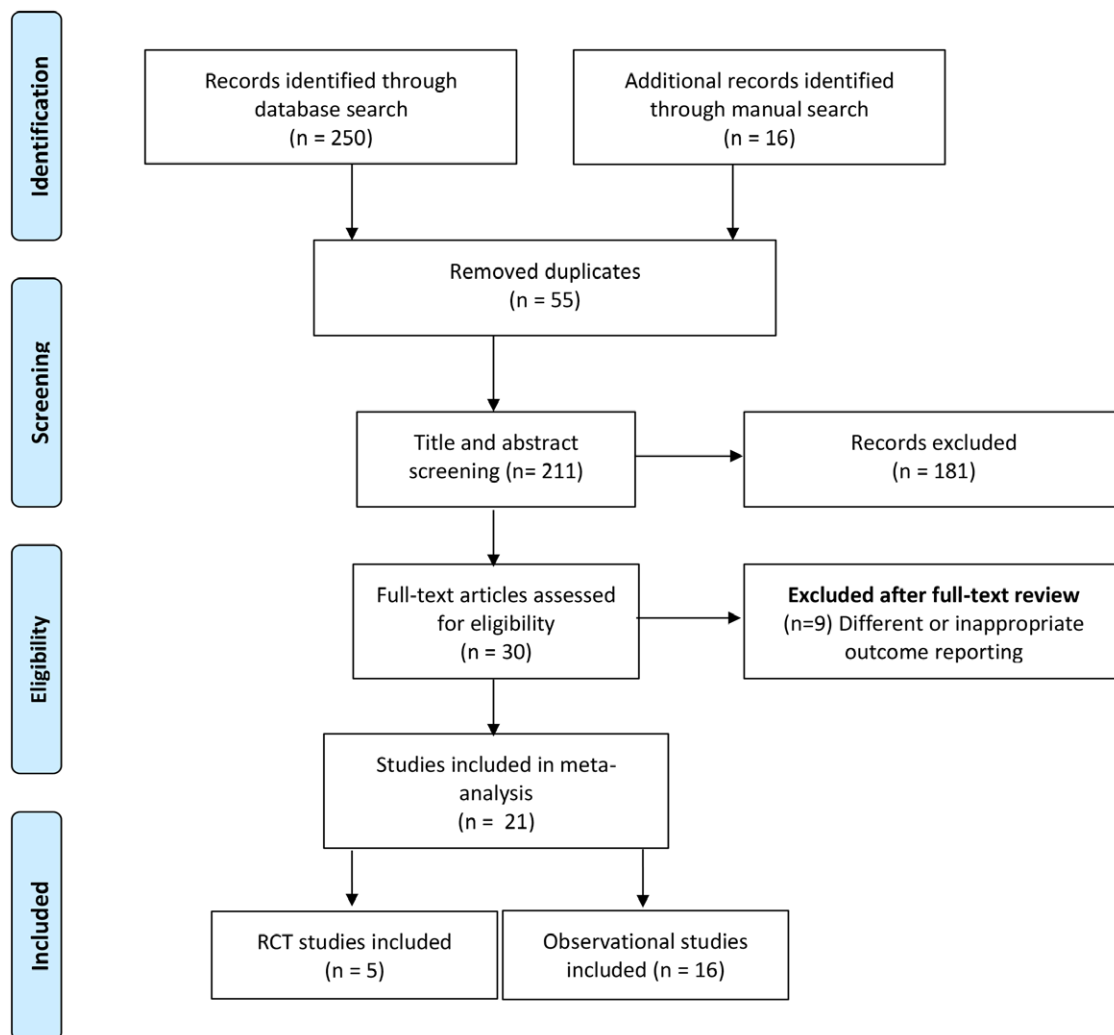 Identification
Records identified through
database search
(n = 250)
Additional records identified
through manual search
(n = 16)
Removed duplicates
(n = 55)
Screening
Title and abstract
screening (n= 211)
Records excluded
(n = 181)
Eligibility
Full-text articles assessed
for eligibility
(n = 30)
Excluded after full-text review
(n=9) Different or inappropriate
outcome reporting
Studies included in meta-
analysis
(n = 21)
Included
RCT studies included
(n = 5)
Observational studies
included (n = 16)